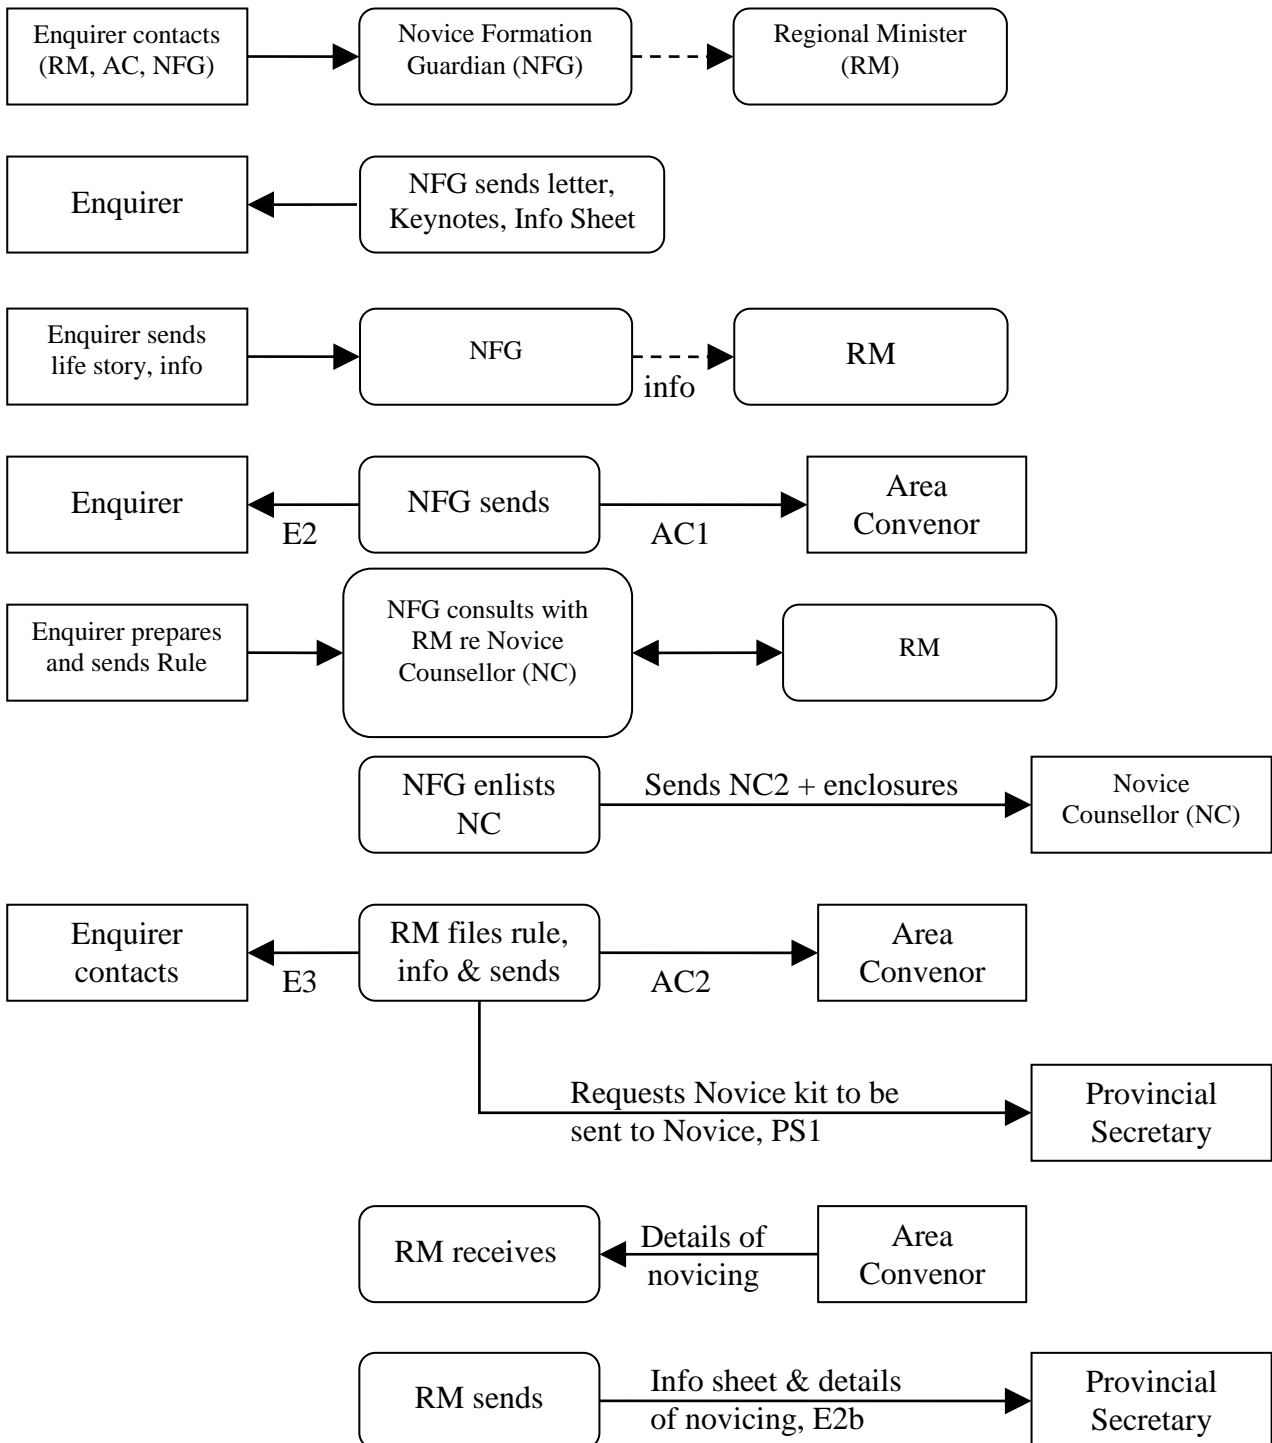 Enquirer contacts
(RM, AC, NFG)
Novice Formation
Guardian (NFG)
Regional Minister
(RM)
Enquirer
NFG sends letter,
Keynotes, Info Sheet
Enquirer sends
life story, info
NFG
info
RM
Enquirer
E2
NFG sends
AC1
Area
Convenor
Enquirer prepares
and sends Rule
NFG consults with
RM re Novice
Counsellor (NC)
RM
NFG enlists
NC
Sends NC2 + enclosures
Novice
Counsellor (NC)
Enquirer
contacts
E3
RM files rule,
info & sends
AC2
Area
Convenor
Requests Novice kit to be
sent to Novice, PS1
Provincial
Secretary
RM receives
Details of
novicing
Area
Convenor
RM sends
Info sheet & details
of novicing, E2b
Provincial
Secretary